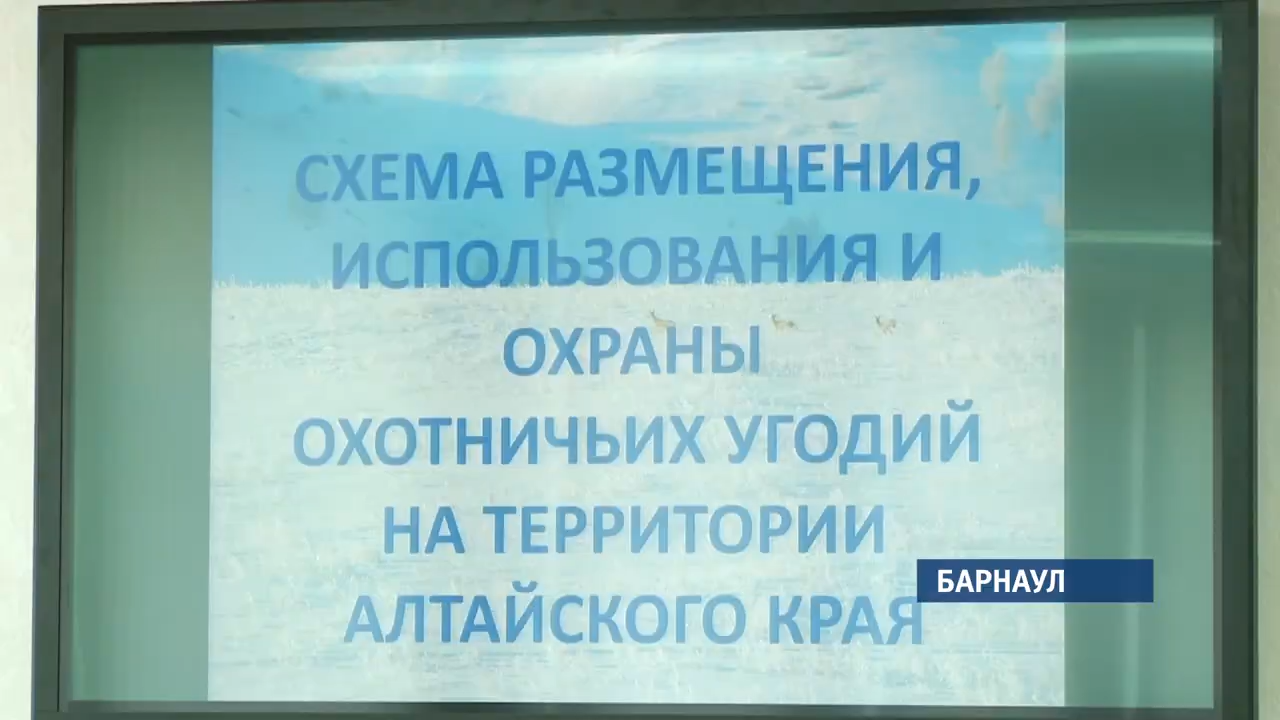 СХЕМА РАЗМЕЩЕНИЯ,
ИСПОЛЬЗОВАНИЯ И
ОХРАНЫ
ОХОТНИЧЬИХ УГОДИЙ
НА ТЕРРИТОРИИ
АЛТАЙСКОГО КРАЯ
БАРНАУЛ